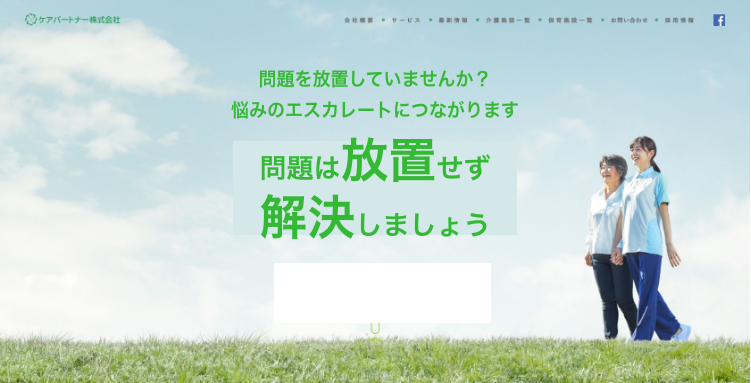 ケアパートナー株式会社
会社概要 サービス 最新情報 介護施設一覧 保育施設一覧 お問い合わせ 採用情報 f
問題を放置していませんか？
悩みのエスカレートにつながります
問題は放置せず
解決しましょう
U